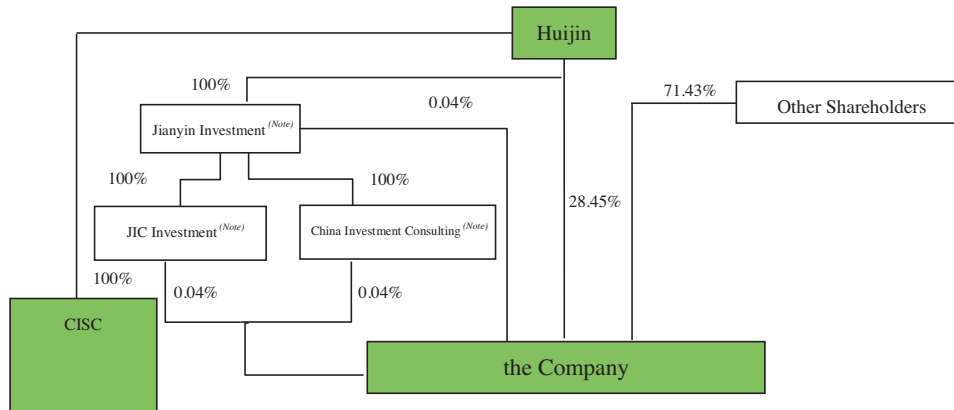 Huijin
100%
0.04%
71.43%
Other Shareholders
Jianyin Investment (Note)
100%
100%
28.45%
JIC Investment (Note)
China Investment Consulting (Note)
100%
0.04%
0.04%
CISC
the Company